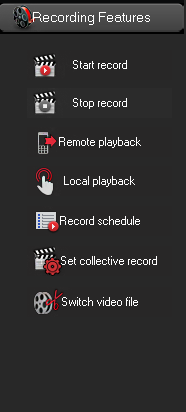 Recording Features
Start record
Stop record
Remote playback
Local playback
Record schedule
Set collective record
Switch video file